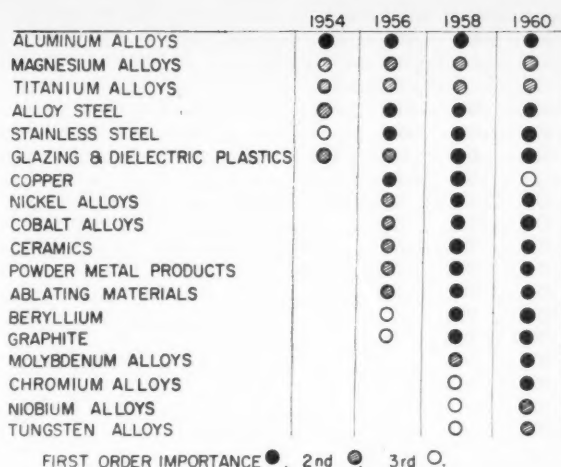 1954 1956 1958 1960
ALUMINUM ALLOYS
MAGNESIUM ALLOYS
TITANIUM ALLOYS
ALLOY STEEL
STAINLESS STEEL
GLAZING & DIELECTRIC PLASTICS
COPPER
NICKEL ALLOYS
COBALT ALLOYS
CERAMICS
POWDER METAL PRODUCTS
ABLATING MATERIALS
BERYLLIUM
GRAPHITE
MOLYBDENUM ALLOYS
CHROMIUM ALLOYS
NIOBIUM ALLOYS
TUNGSTEN ALLOYS
FIRST ORDER IMPORTANCE ●. 2nd ◍. 3rd ○.